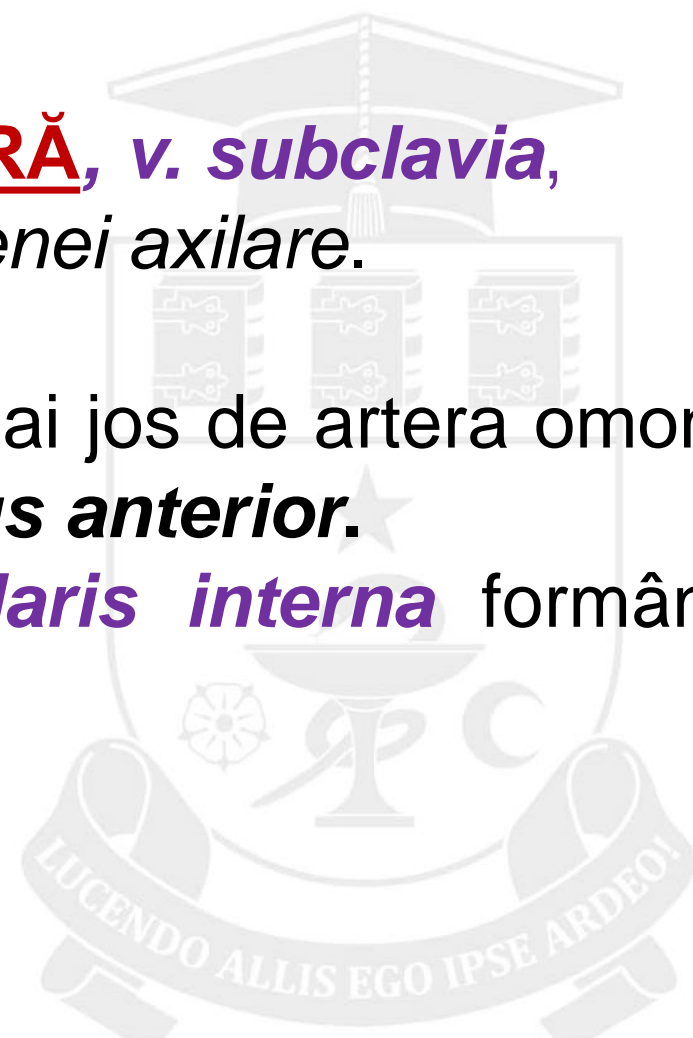 RĂ, v. subclavia,
enei axilare.
ai jos de artera omor
us anterior.
laris interna formâr
LUCENDO ALLIS EGO IPSE ARDEO!